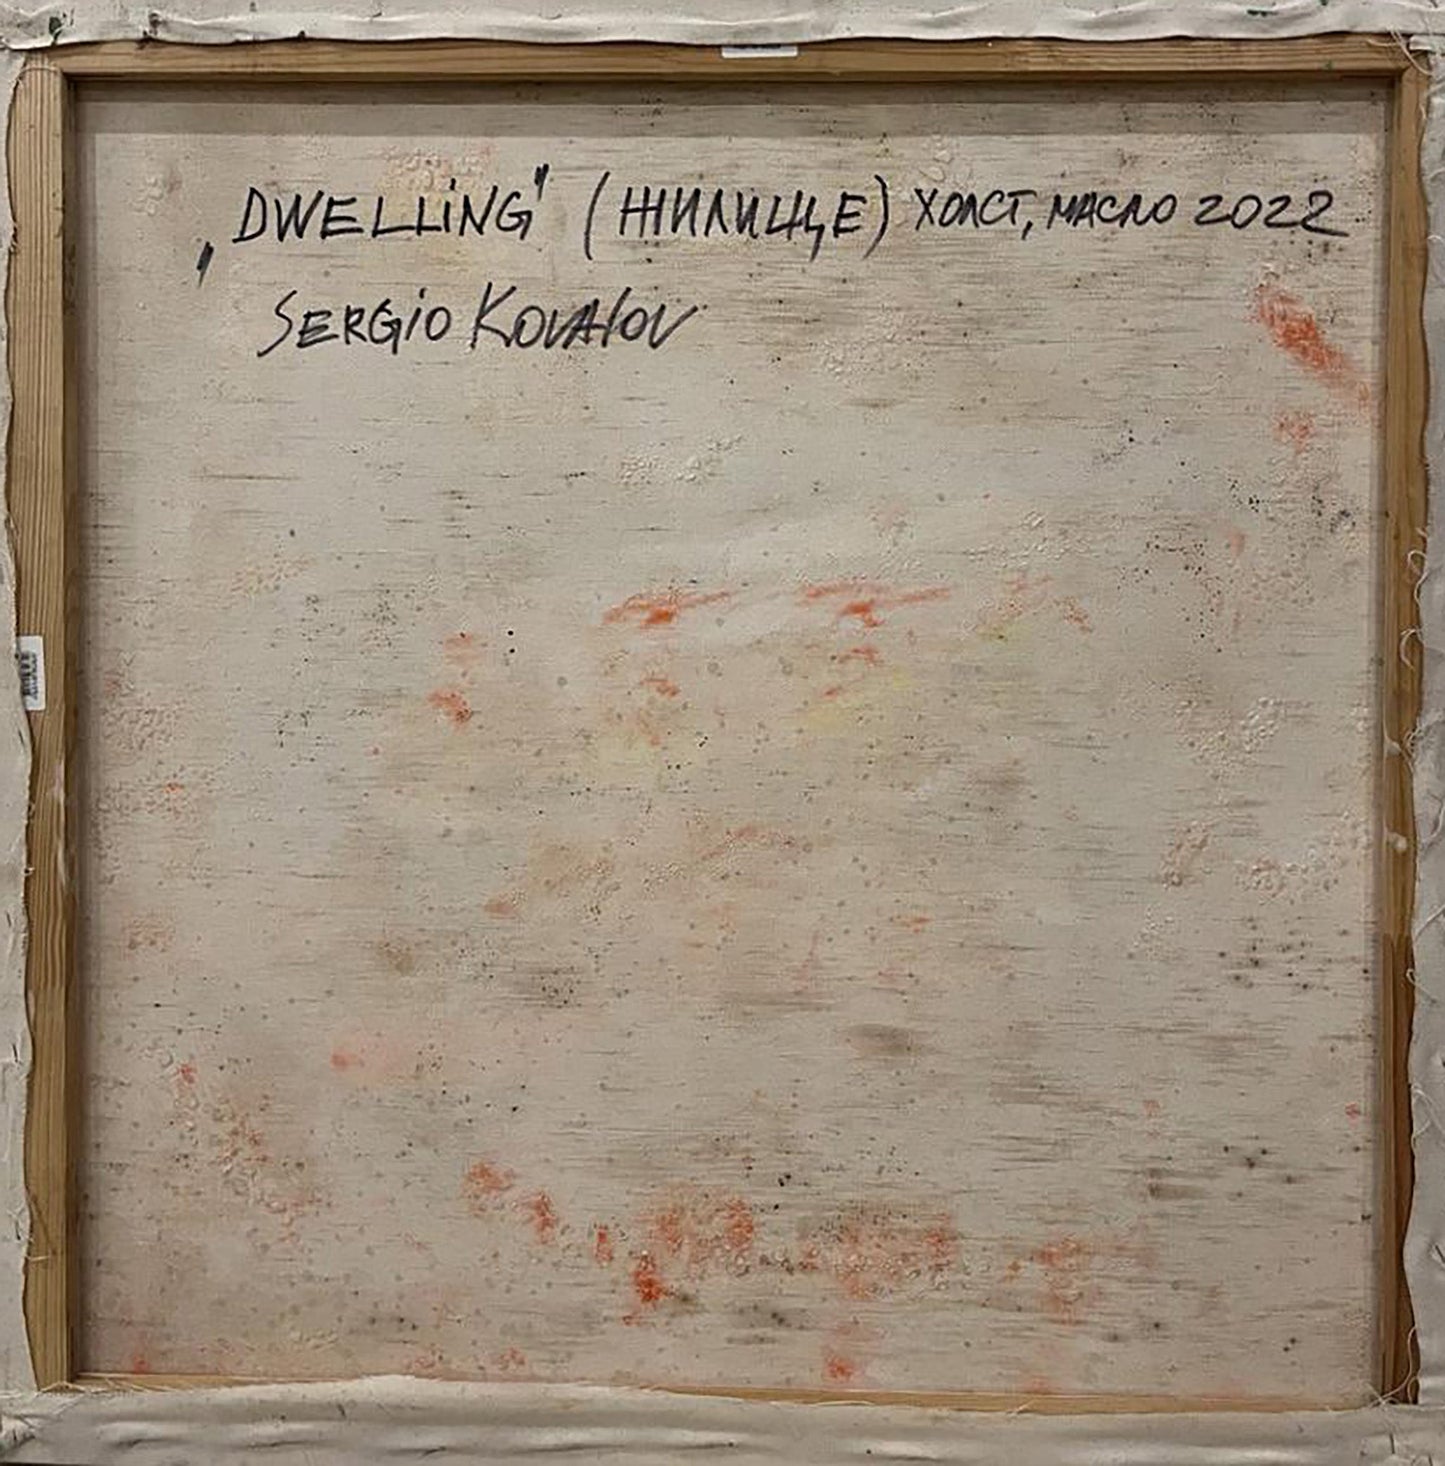 „DWELLiNG" (ЖИЛИЩЕ) ХОЛСТ, МАСЛО 2022
SERGiO KOVAlOV